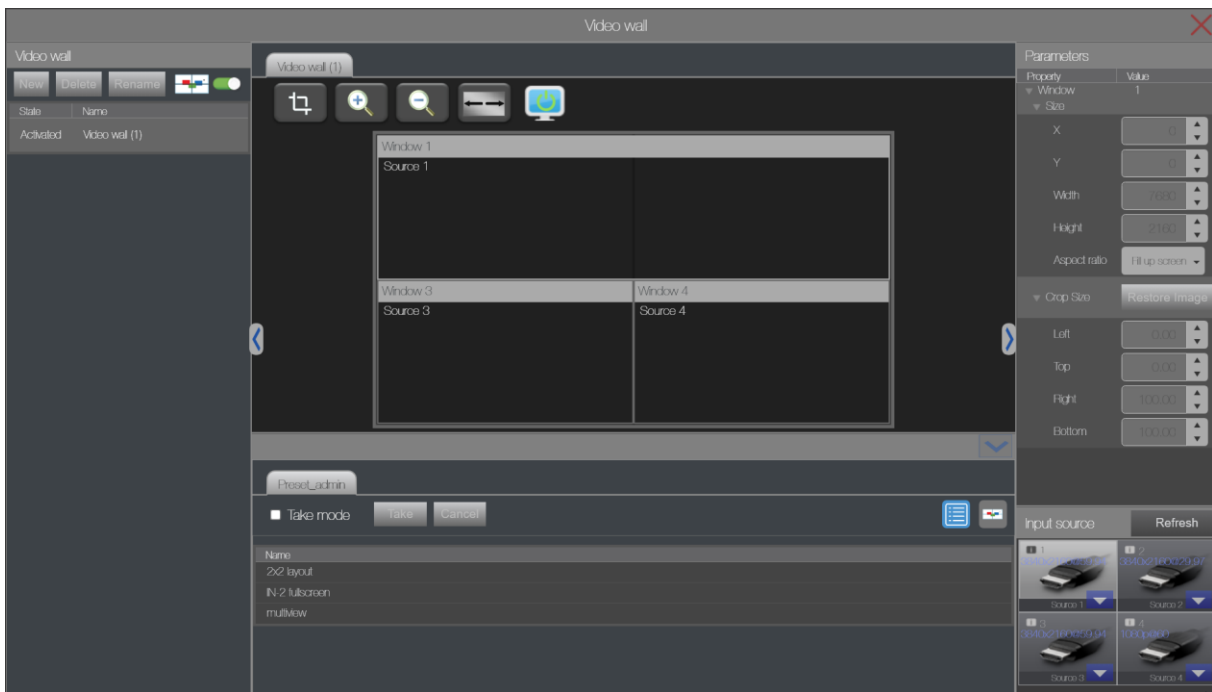 Video wall
Video wall
New Delete Rename
State Name
Activated Video wall (1)
Video wall (1)
Window 1
Source 1
Window 3
Source 3
Window 4
Source 4
Preset_admin
Take mode Take Cancel
Name
2x2 layout
IN-2 fullscreen
multiview
Parameters
Property Value
Window 1
Size
X 0
Y 0
Width 7680
Height 2160
Aspect ratio Fill up screen
Crop Size Restore Image
Left 0.00
Top 0.00
Right 100.00
Bottom 100.00
Input source Refresh
1
Source 1
2
Source 2
3
Source 3
4
1080p@60
Source 4